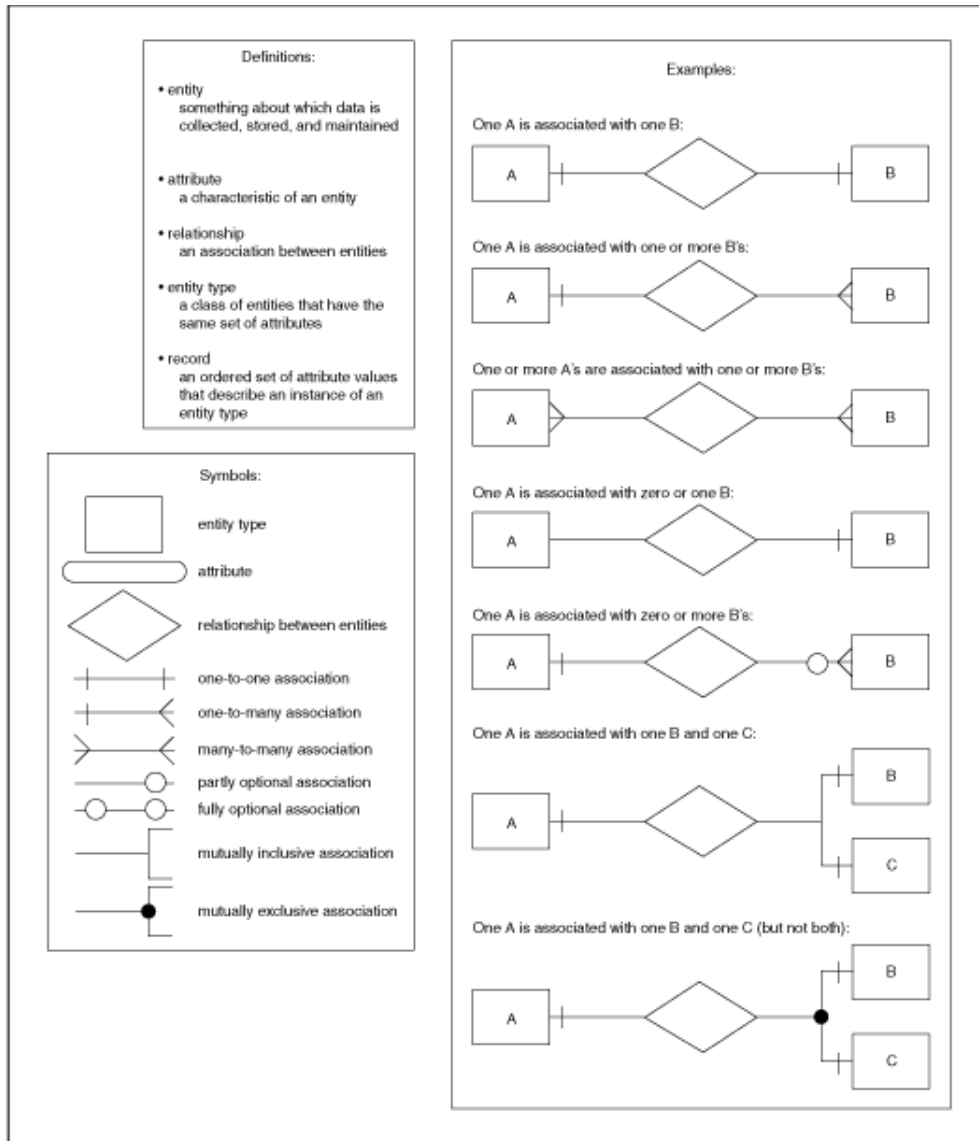 Definitions:
• entity
something about which data is
collected, stored, and maintained
• attribute
a characteristic of an entity
• relationship
an association between entities
• entity type
a class of entities that have the
same set of attributes
• record
an ordered set of attribute values
that describe an instance of an
entity type
Symbols:
entity type
attribute
relationship between entities
one-to-one association
one-to-many association
many-to-many association
partly optional association
fully optional association
mutually inclusive association
mutually exclusive association
Examples:
One A is associated with one B:
A
B
One A is associated with one or more B's:
A
B
One or more A's are associated with one or more B's:
A
B
One A is associated with zero or one B:
A
B
One A is associated with zero or more B's:
A
B
One A is associated with one B and one C:
B
A
C
One A is associated with one B and one C (but not both):
B
A
C